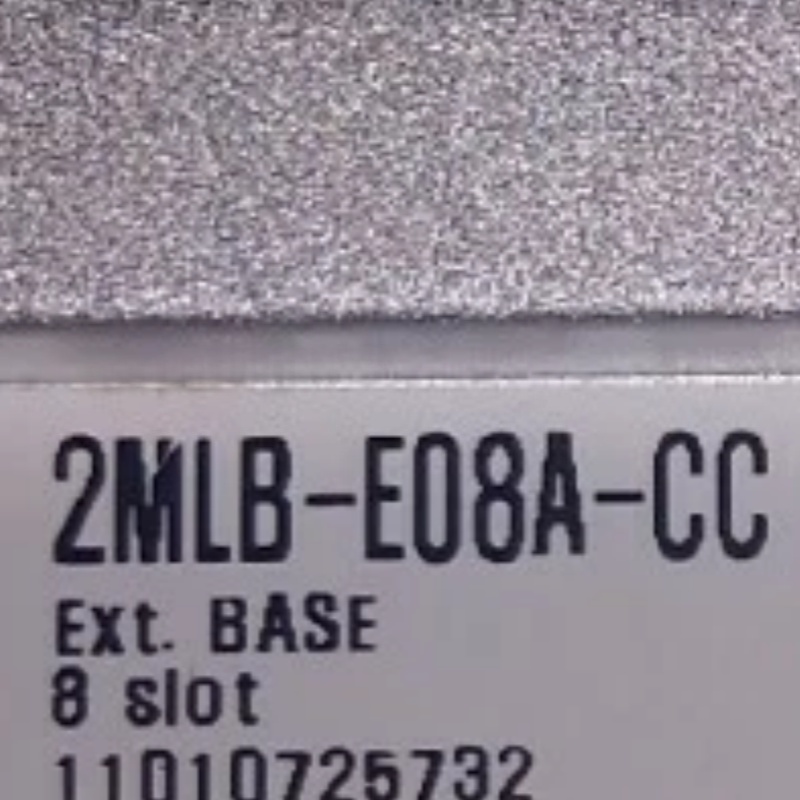 2MLB-E08A-CC
Ext. BASE
8 slot
11010725732